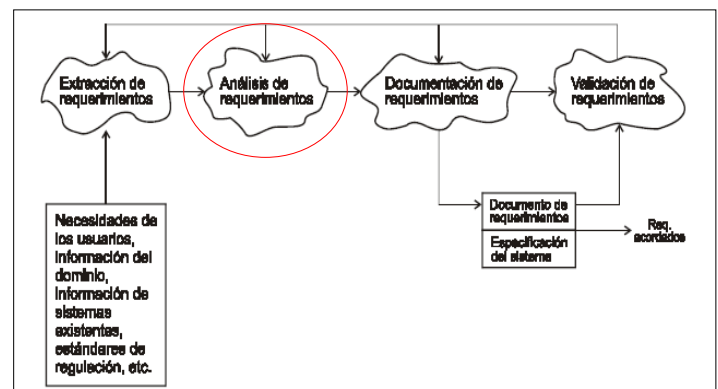 Extracción de
requerimientos
Análisis de
requerimientos
Documentación de
requerimientos
Validación de
requerimientos
Necesidades de
los usuarios,
información del
dominio,
información de
sistemas
existentes,
estándares de
regulación, etc.
Documento de
requerimientos
Especificación
del sistema
Req.
acordados